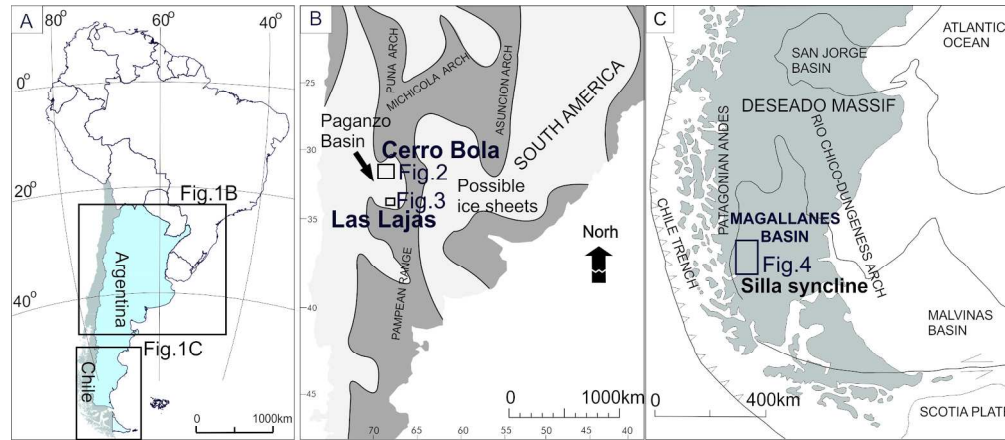 A
80°
60°
40°
0°
20°
40°
Fig.1B
Argentina
Fig.1C
Chile
0
1000km
B
25
30
35
40
45
PUNA ARCH
MICHICOLA ARCH
ASUNCION ARCH
SOUTH AMERICA
Paganzo
Basin
Cerro Bola
Fig.2
Fig.3
Possible
ice sheets
Las Lajas
Norh
PAMPEAN RANGE
0
1000km
70
65
60
55
50
45
40 38
C
ATLANTIC
OCEAN
SAN JORGE
BASIN
DESEADO MASSIF
PATAGONIAN ANDES
RIO CHICO-DUNGENESS ARCH
CHILE TRENCH
MAGALLANES
BASIN
Fig.4
Silla syncline
MALVINAS
BASIN
0
400km
SCOTIA PLAT